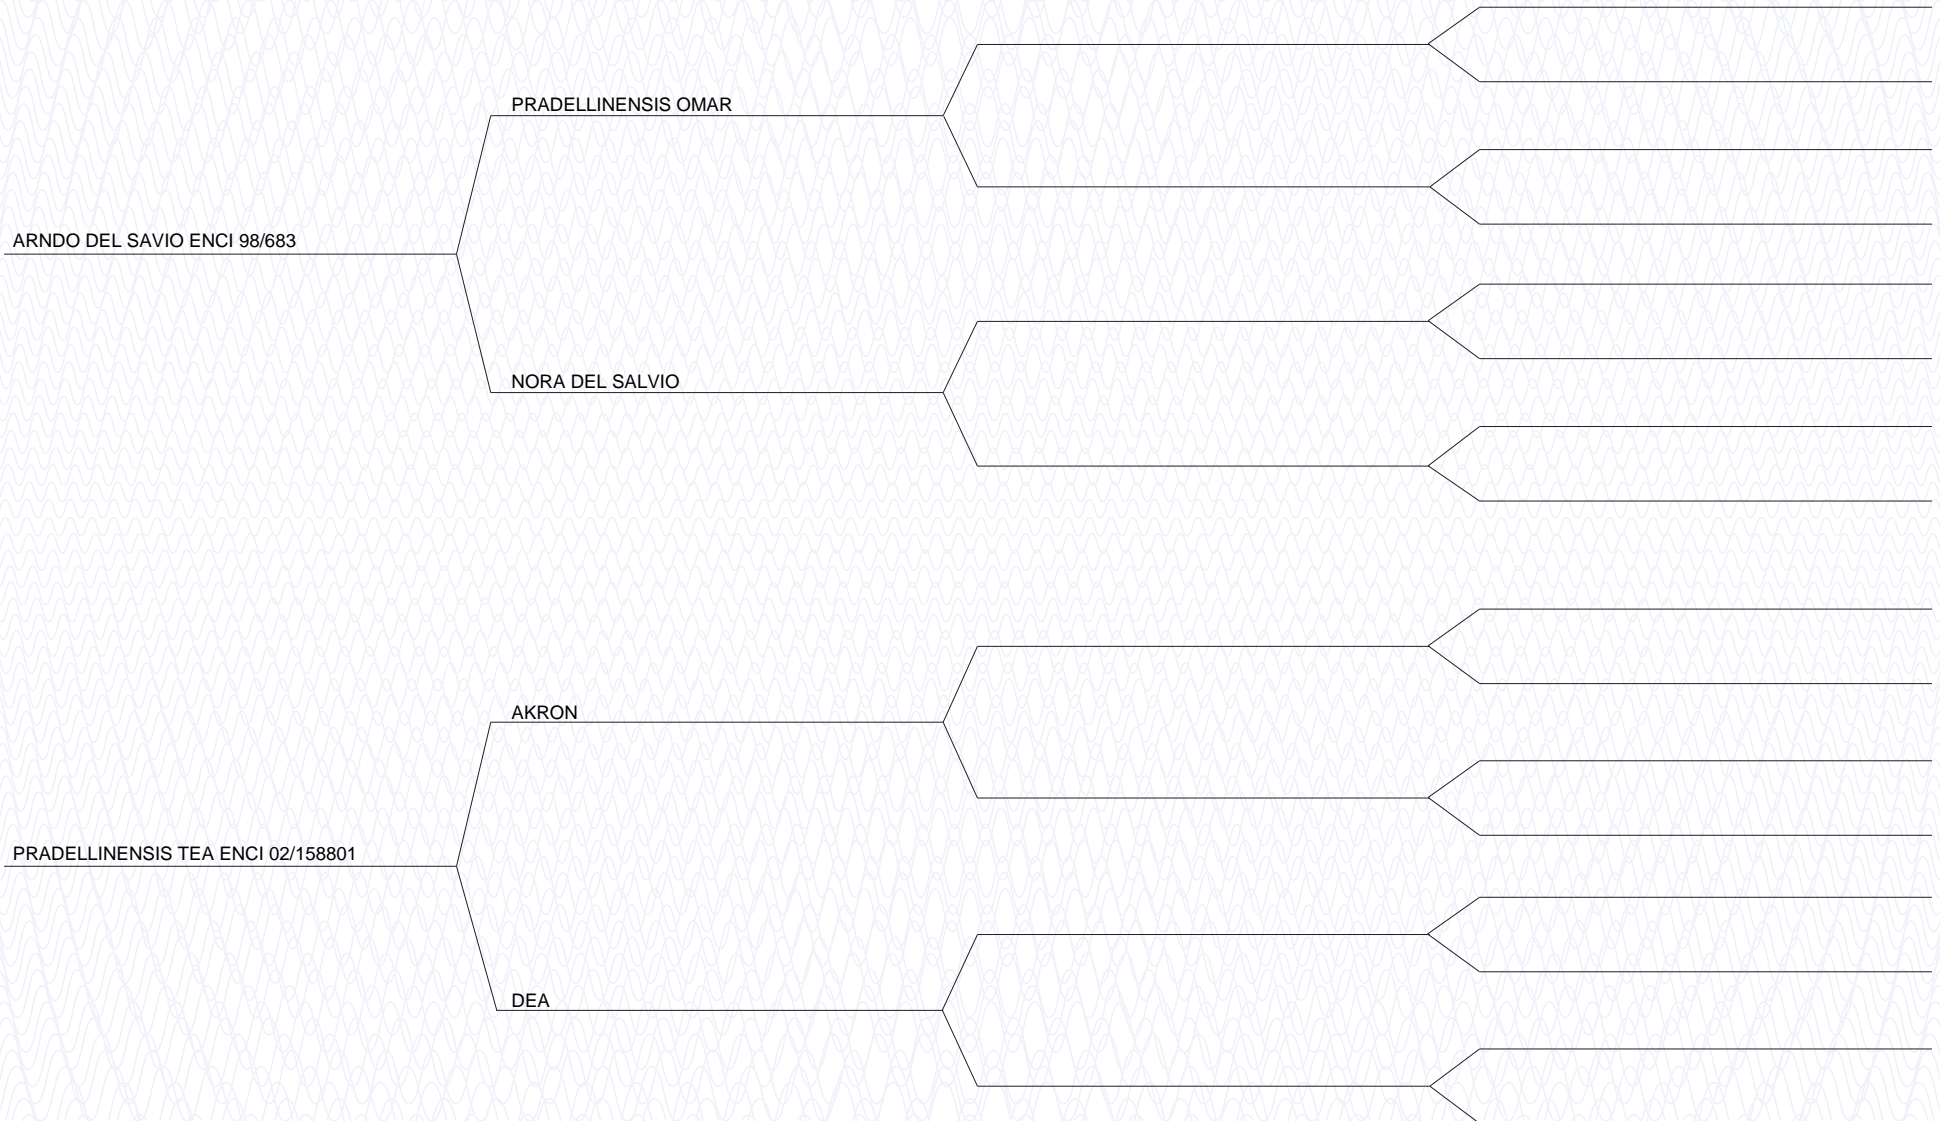 PRADELLINENSIS OMAR
ARNDO DEL SAVIO ENCI 98/683
NORA DEL SALVIO
AKRON
PRADELLINENSIS TEA ENCI 02/158801
DEA